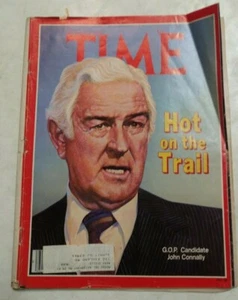 TIME
Hot
on the
Trail
G.O.P. Candidate
John Connally